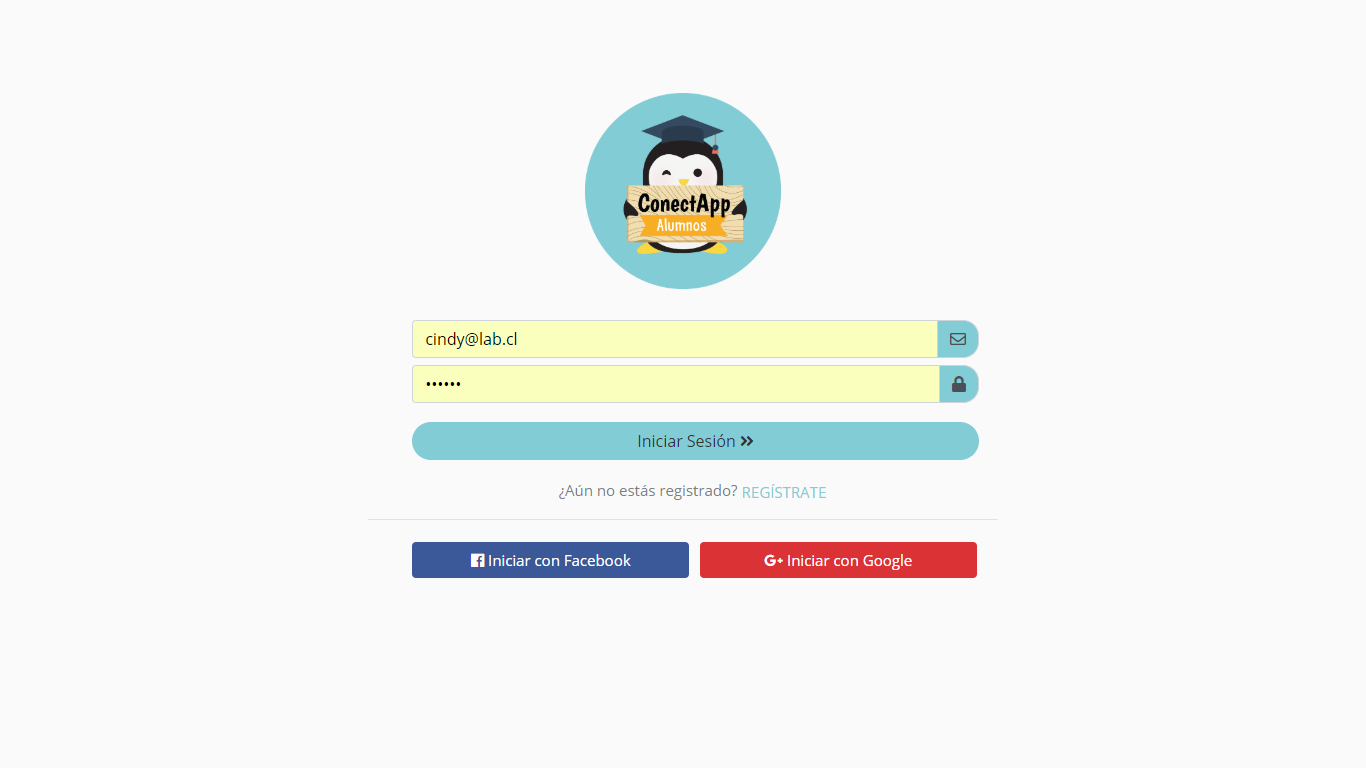 ConectApp
Alumnos
cindy@lab.cl
••••••
Iniciar Sesión
¿Aún no estás registrado? REGÍSTRATE
Iniciar con Facebook
Iniciar con Google